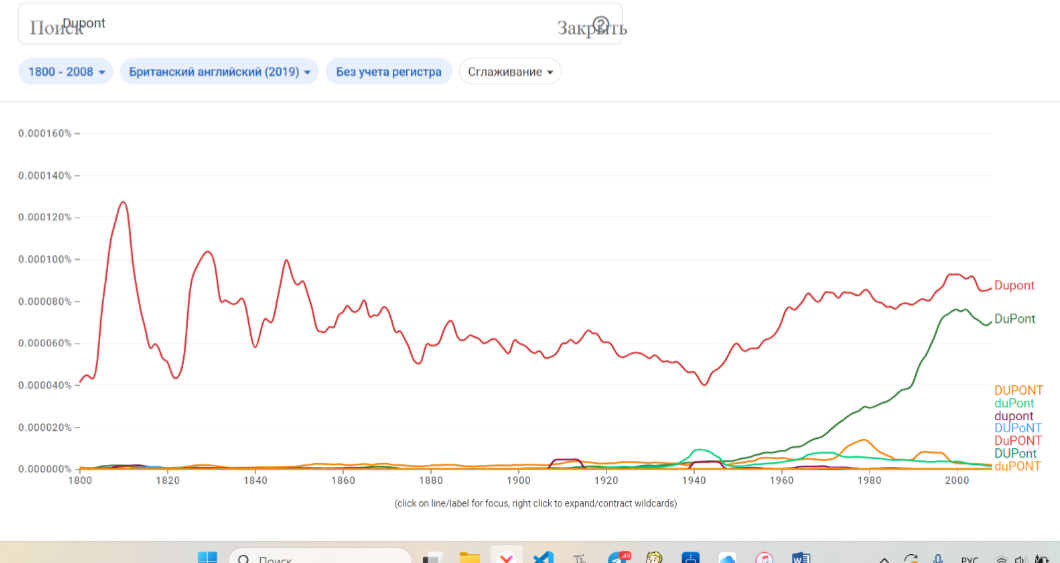 Поиск
Dupont
Закрыть
1800 - 2008
Британский английский (2019)
Без учета регистра
Сглаживание
0.000160%
0.000140%
0.000120%
0.000100%
0.000080%
0.000060%
0.000040%
0.000020%
0.000000%
1800 1820 1840 1860 1880 1900 1920 1940 1960 1980 2000
Dupont
DuPont
DUPONT
duPont
dupont
DUPoNT
DuPONT
DUPont
duPONT
(click on line/label for focus, right click to expand/contract wildcards)
Поиск
49
РУС